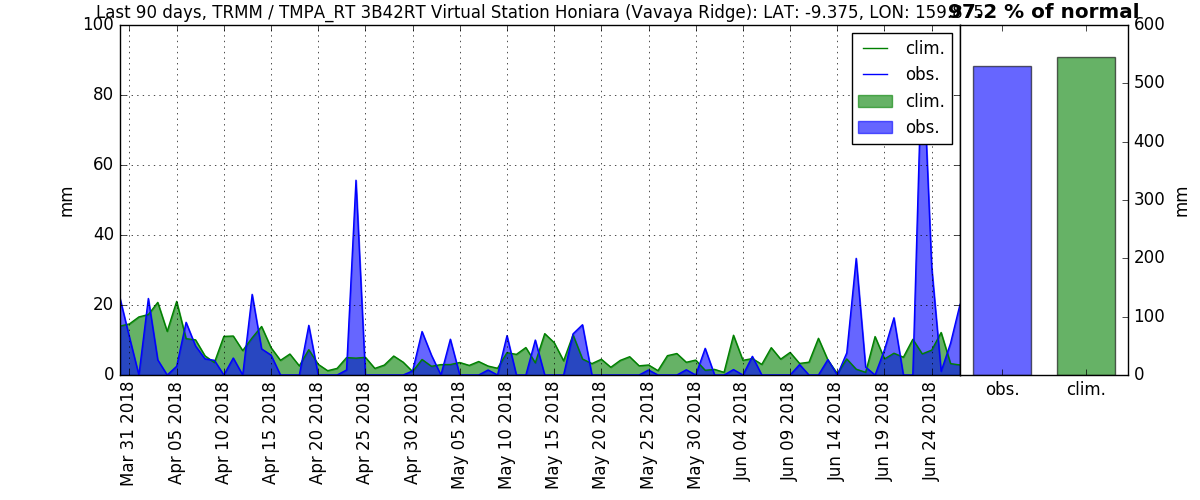 Last 90 days, TRMM / TMPA_RT 3B42RT Virtual Station Honiara (Vavaya Ridge): LAT: -9.375, LON: 
97.2 % of normal
100
80
60
40
20
0
mm
clim.
obs.
clim.
obs.
Mar 31 2018
Apr 05 2018
Apr 10 2018
Apr 15 2018
Apr 20 2018
Apr 25 2018
Apr 30 2018
May 05 2018
May 10 2018
May 15 2018
May 20 2018
May 25 2018
May 30 2018
Jun 04 2018
Jun 09 2018
Jun 14 2018
Jun 19 2018
Jun 24 2018
600
500
400
300
200
100
0
mm
obs.
clim.